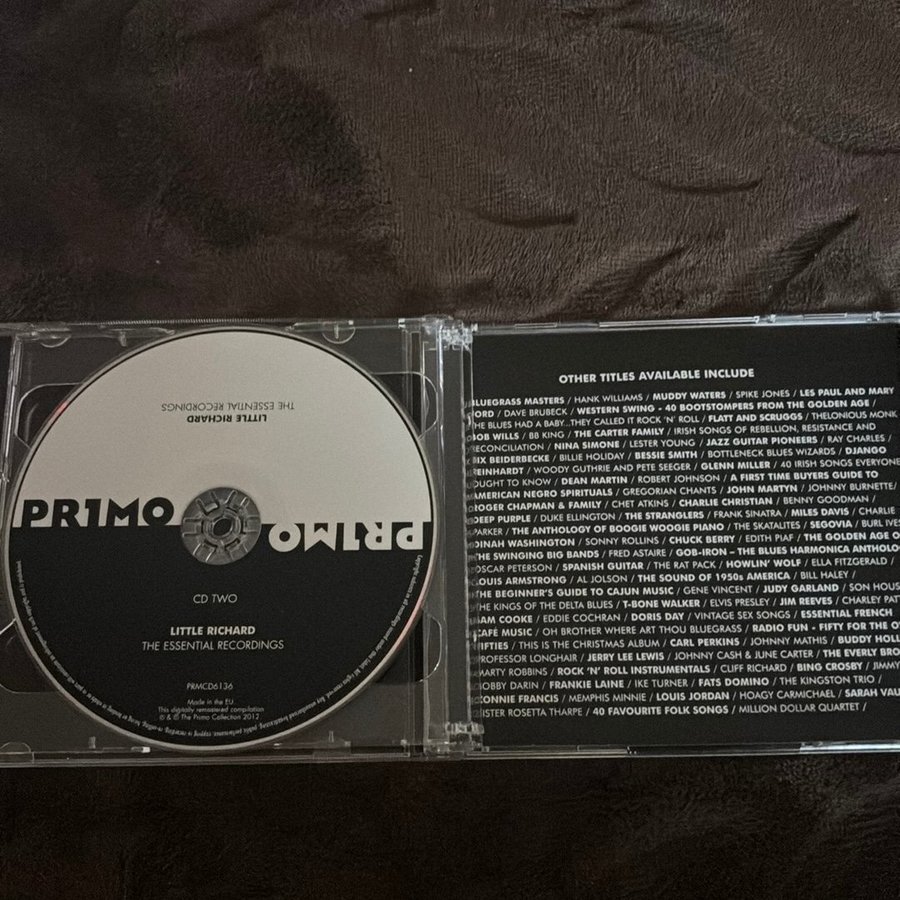 LITTLE RICHARD
THE ESSENTIAL RECORDINGS
PR1MO
PR1MO
CD TWO
LITTLE RICHARD
THE ESSENTIAL RECORDINGS
PRMCD6136
Made in the EU.
This digitally remastered compilation
℗ & © The Primo Collection 2012
OTHER TITLES AVAILABLE INCLUDE
BLUEGRASS MASTERS / HANK WILLIAMS / MUDDY WATERS / SPIKE JONES / LES PAUL AND MARY
FORD / DAVE BRUBECK / WESTERN SWING - 40 BOOTSTOMPERS FROM THE GOLDEN AGE /
THE BLUES HAD A BABY...THEY CALLED IT ROCK 'N' ROLL / FLATT AND SCRUGGS / THELONIOUS MONK
BOB WILLS / BB KING / THE CARTER FAMILY / IRISH SONGS OF REBELLION, RESISTANCE AND
RECONCILIATION / NINA SIMONE / LESTER YOUNG / JAZZ GUITAR PIONEERS / RAY CHARLES /
BIX BEIDERBECKE / BILLIE HOLIDAY / BESSIE SMITH / BOTTLENECK BLUES WIZARDS / DJANGO
REINHARDT / WOODY GUTHRIE AND PETE SEEGER / GLENN MILLER / 40 IRISH SONGS EVERYONE
OUGHT TO KNOW / DEAN MARTIN / ROBERT JOHNSON / A FIRST TIME BUYERS GUIDE TO
AMERICAN NEGRO SPIRITUALS / GREGORIAN CHANTS / JOHN MARTYN / JOHNNY BURNETTE/
ROGER CHAPMAN & FAMILY / CHET ATKINS / CHARLIE CHRISTIAN / BENNY GOODMAN /
DEEP PURPLE / DUKE ELLINGTON / THE STRANGLERS / FRANK SINATRA / MILES DAVIS / CHARLIE
PARKER / THE ANTHOLOGY OF BOOGIE WOOGIE PIANO / THE SKATALITES / SEGOVIA / BURL IVES
DINAH WASHINGTON / SONNY ROLLINS / CHUCK BERRY / EDITH PIAF / THE GOLDEN AGE O
THE SWINGING BIG BANDS / FRED ASTAIRE / GOB-IRON – THE BLUES HARMONICA ANTHOLO
OSCAR PETERSON / SPANISH GUITAR / THE RAT PACK / HOWLIN' WOLF / ELLA FITZGERALD /
LOUIS ARMSTRONG / AL JOLSON / THE SOUND OF 1950s AMERICA / BILL HALEY /
THE BEGINNER'S GUIDE TO CAJUN MUSIC / GENE VINCENT / JUDY GARLAND / SON HOUS
THE KINGS OF THE DELTA BLUES / T-BONE WALKER / ELVIS PRESLEY / JIM REEVES / CHARLEY PAT
SAM COOKE / EDDIE COCHRAN / DORIS DAY / VINTAGE SEX SONGS / ESSENTIAL FRENCH
CAFÉ MUSIC / OH BROTHER WHERE ART THOU BLUEGRASS / RADIO FUN - FIFTY FOR THE OV
FIFTIES / THIS IS THE CHRISTMAS ALBUM / CARL PERKINS / JOHNNY MATHIS / BUDDY HOLL
PROFESSOR LONGHAIR / JERRY LEE LEWIS / JOHNNY CASH & JUNE CARTER / THE EVERLY BRO
MARTY ROBBINS / ROCK 'N' ROLL INSTRUMENTALS / CLIFF RICHARD / BING CROSBY / JIMMY
BOBBY DARIN / FRANKIE LAINE / IKE TURNER / FATS DOMINO / THE KINGSTON TRIO /
CONNIE FRANCIS / MEMPHIS MINNIE / LOUIS JORDAN / HOAGY CARMICHAEL / SARAH VAU
SISTER ROSETTA THARPE / 40 FAVOURITE FOLK SONGS / MILLION DOLLAR QUARTET /